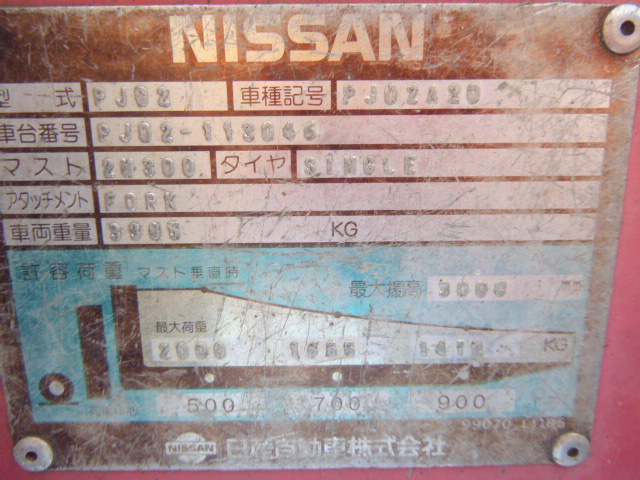 NISSAN
型式 PJ02 車種記号 PJ02A20
車台番号 PJ02-113046
マスト 2M300 タイヤ SINGLE
アタッチメント FORK
車両重量 KG
許容荷重 マスト垂直時
最大揚高 3000 mm
最大荷重
2000 KG
500 700 900
99070 L1106
NISSAN 日産自動車株式会社